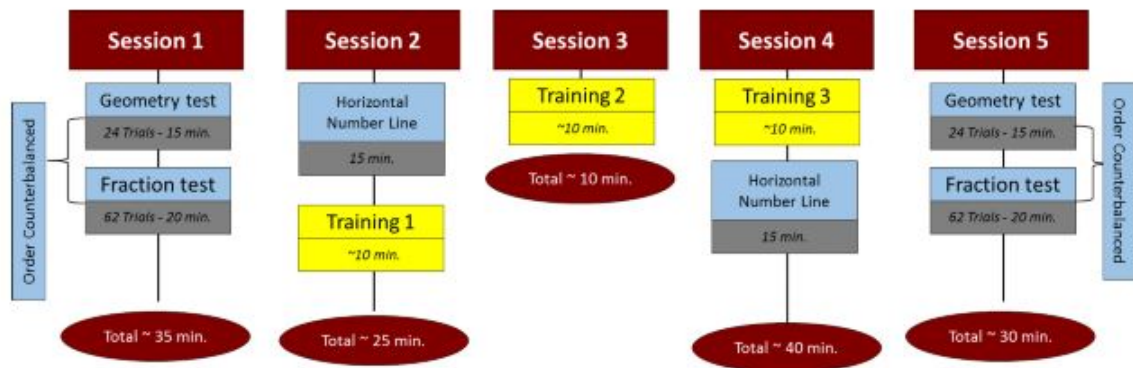 Session 1
Geometry test
24 Trials - 15 min.
Fraction test
62 Trials - 20 min.
Order Counterbalanced
Total ~ 35 min.
Session 2
Horizontal
Number Line
15 min.
Training 1
~10 min.
Total ~ 25 min.
Session 3
Training 2
~10 min.
Total ~ 10 min.
Session 4
Training 3
~10 min.
Horizontal
Number Line
15 min.
Total ~ 40 min.
Session 5
Geometry test
24 Trials - 15 min.
Fraction test
62 Trials - 20 min.
Order Counterbalanced
Total ~ 30 min.